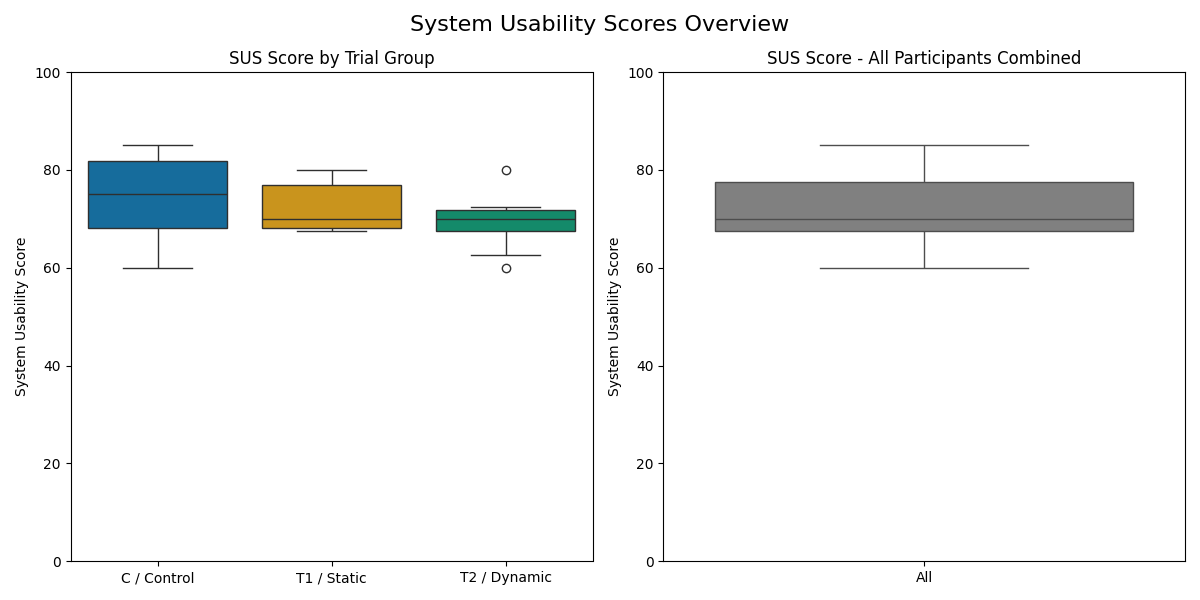 System Usability Scores Overview
SUS Score by Trial Group
System Usability Score
100
80
60
40
20
0
C / Control
T1 / Static
T2 / Dynamic
SUS Score - All Participants Combined
System Usability Score
100
80
60
40
20
0
All